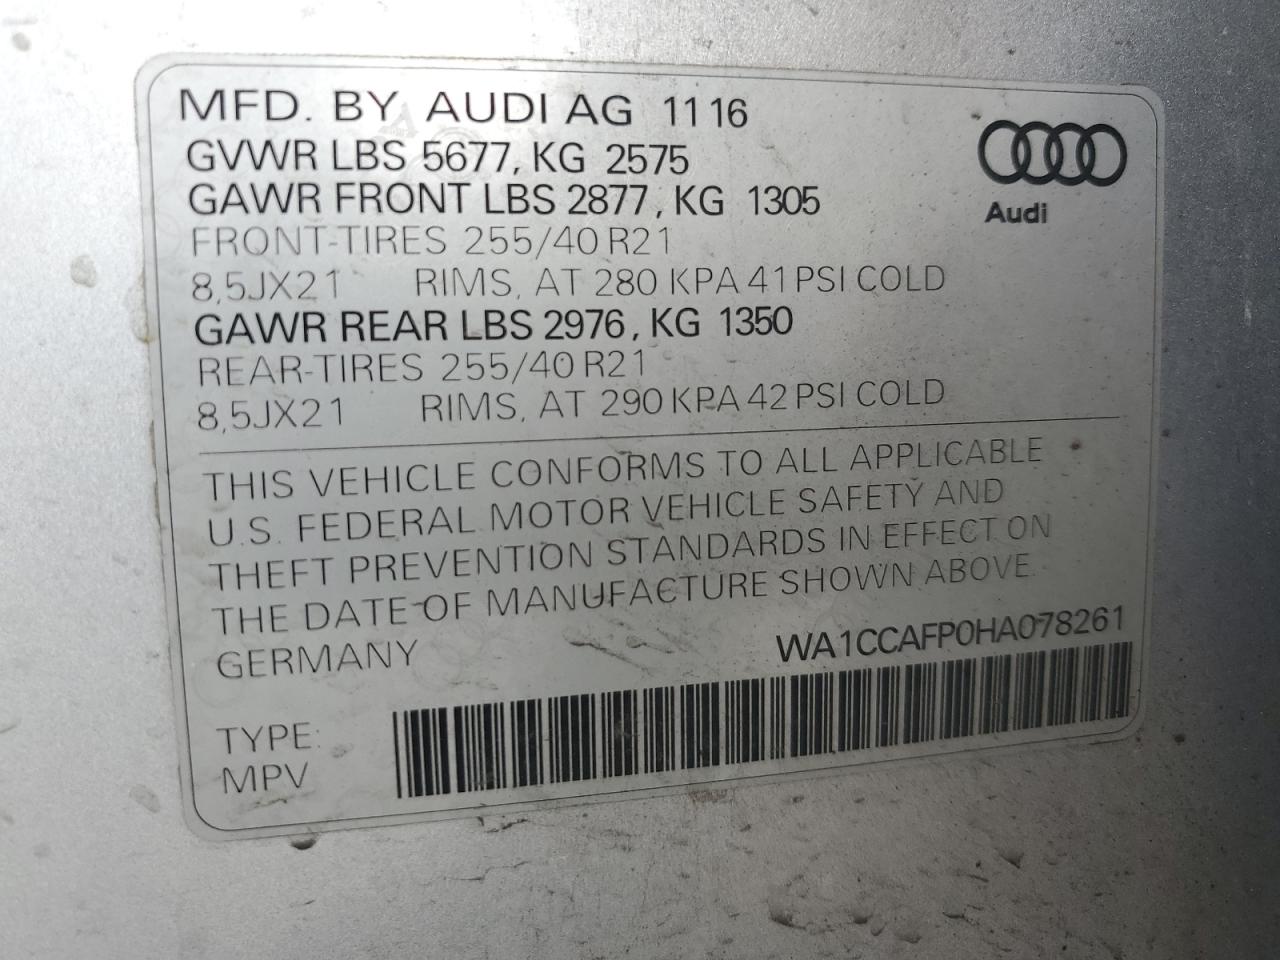 MFD. BY AUDI AG 11 16
GVWR LBS 5677, KG 2575
GAWR FRONT LBS 2877, KG 1305
FRONT-TIRES 255/40 R21
8,5JX21 RIMS, AT 280 KPA 41 PSI COLD
GAWR REAR LBS 2976, KG 1350
REAR-TIRES 255/40 R21
8,5JX21 RIMS, AT 290 KPA 42 PSI COLD
Audi
THIS VEHICLE CONFORMS TO ALL APPLICABLE
U.S. FEDERAL MOTOR VEHICLE SAFETY AND
THEFT PREVENTION STANDARDS IN EFFECT ON
THE DATE OF MANUFACTURE SHOWN ABOVE.
GERMANY
WA1CCAFP0HA078261
TYPE:
MPV